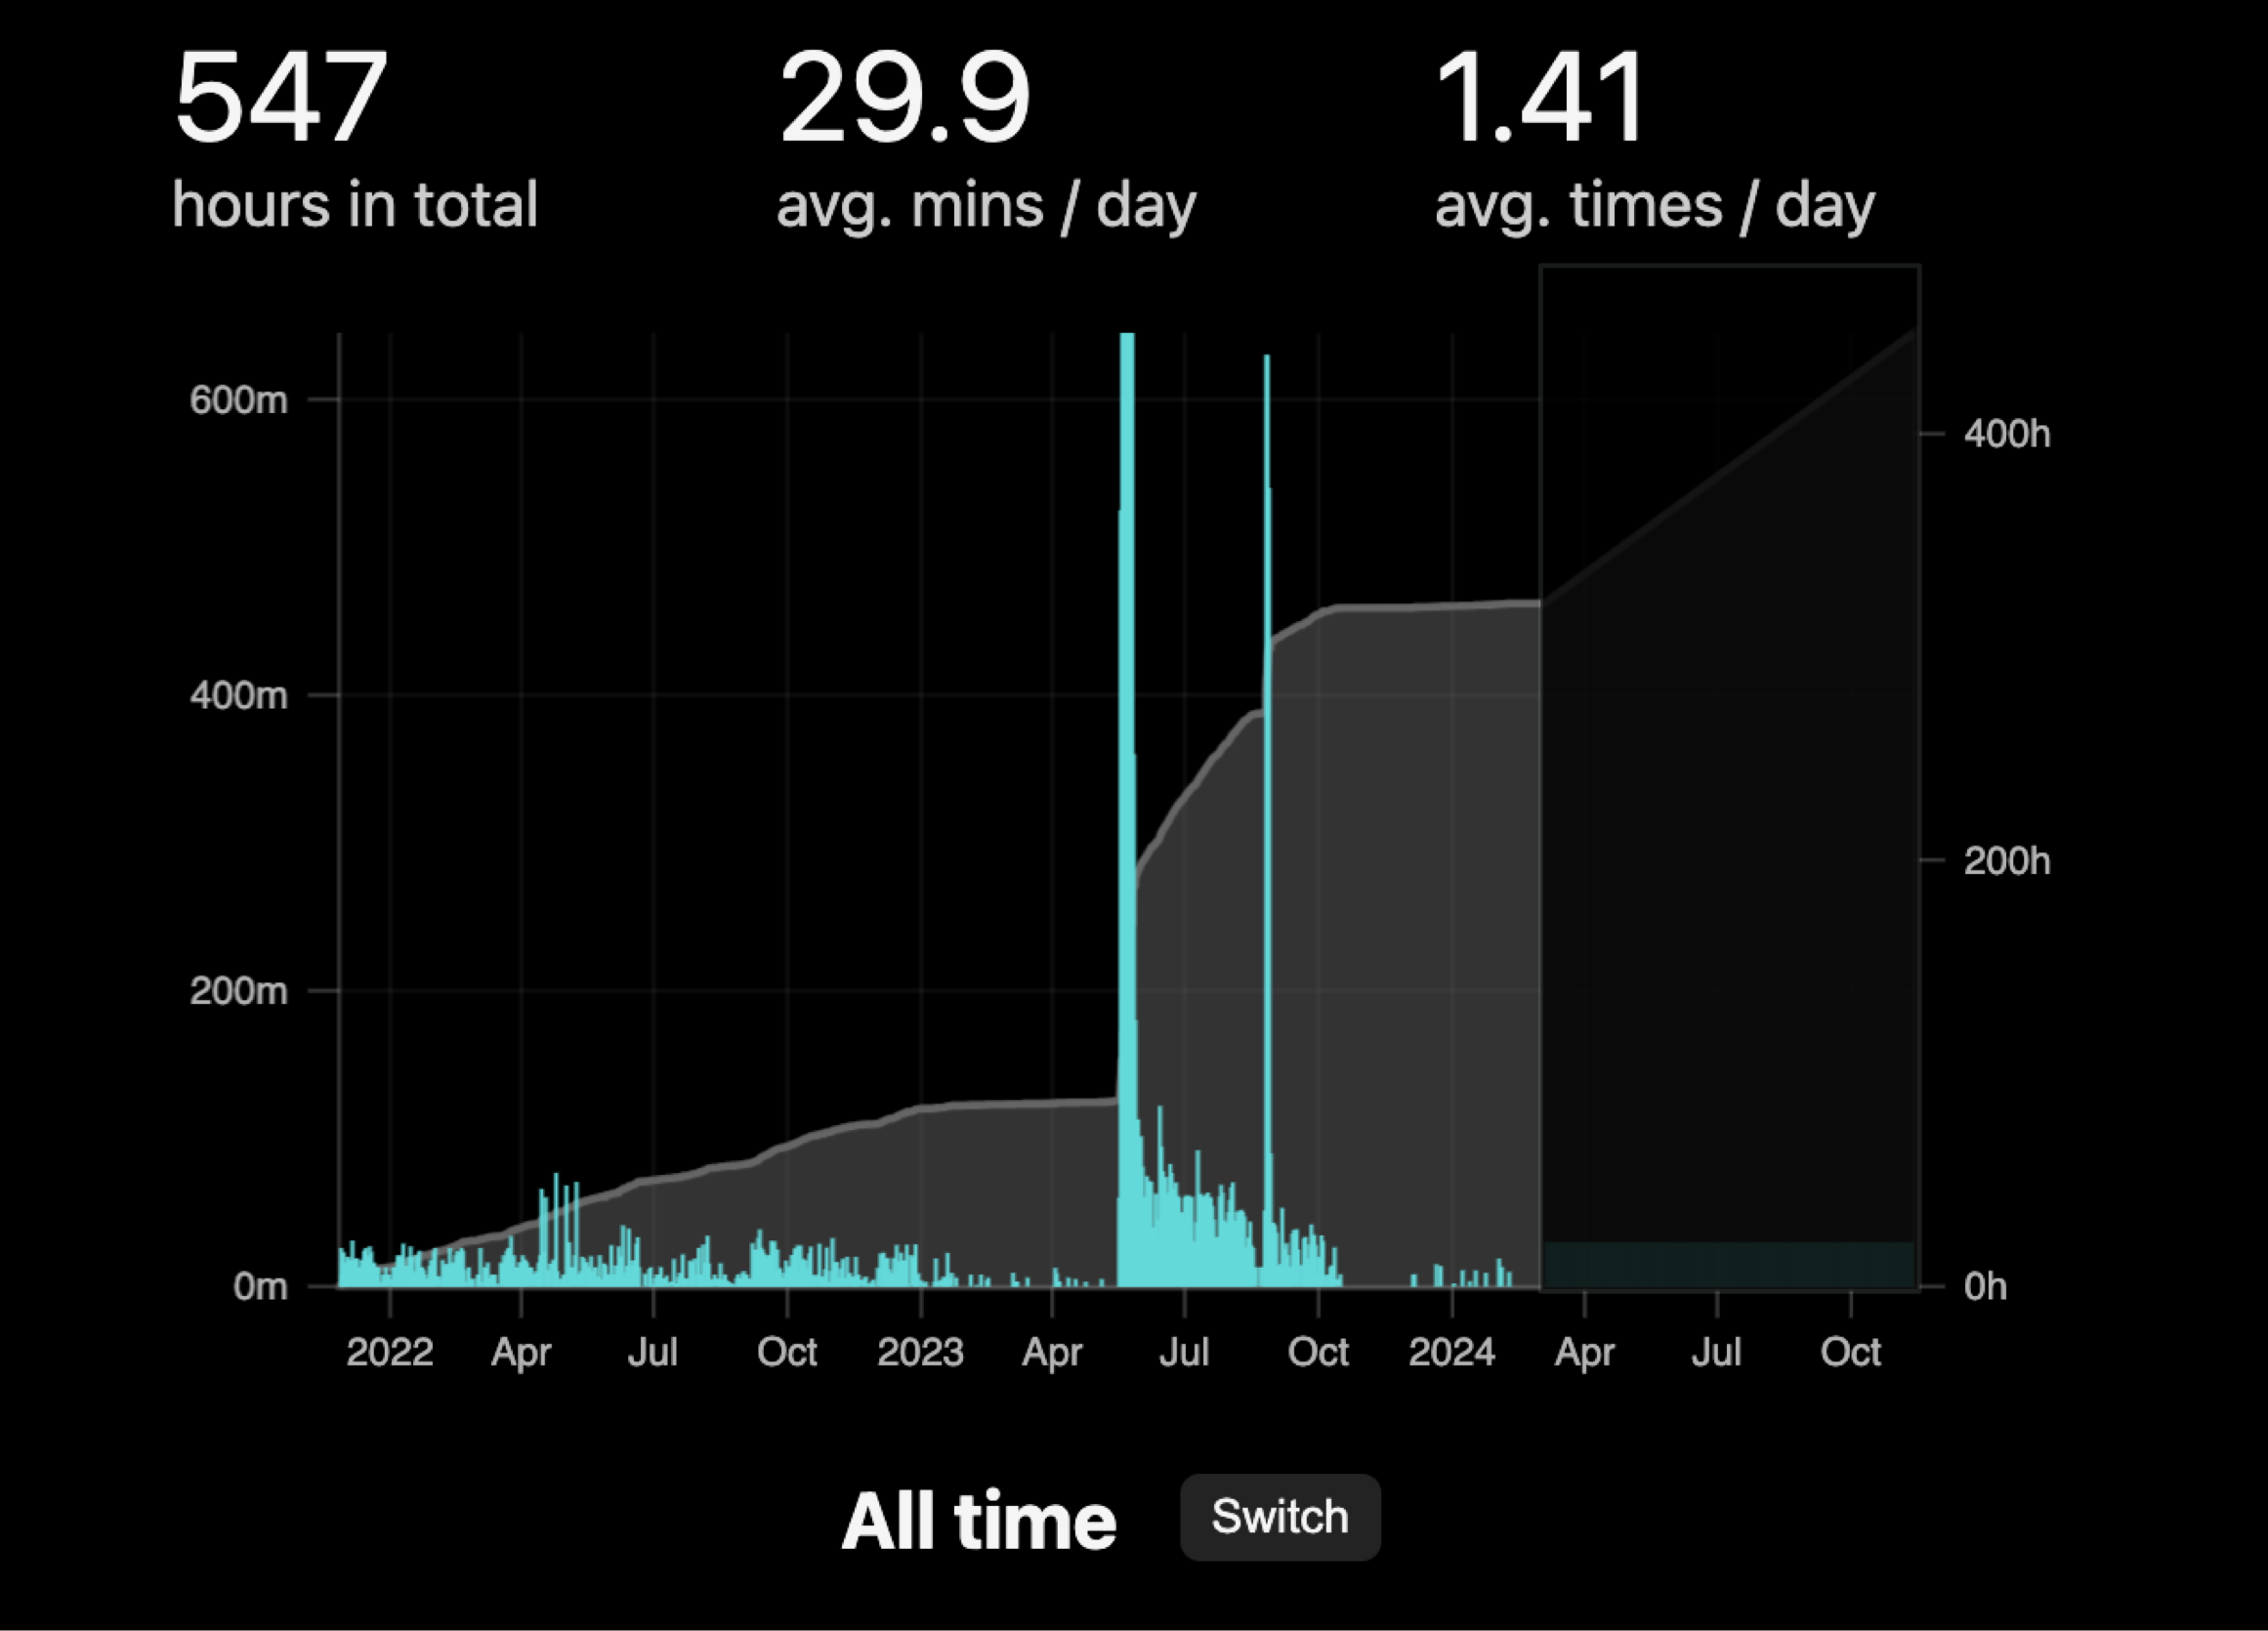 547
hours in total
29.9
avg. mins / day
1.41
avg. times / day
600m
400m
200m
0m
400h
200h
0h
2022 Apr Jul Oct 2023 Apr Jul Oct 2024 Apr Jul Oct
All time
Switch